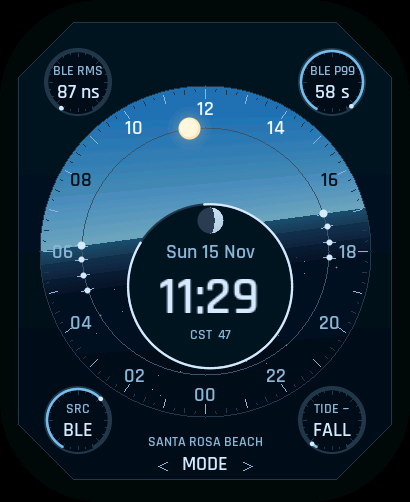 BLE RMS
87 ns
BLE P99
58 s
12
10
14
08
16
06
18
04
20
02
22
00
Sun 15 Nov
11:29
CST 47
SRC
BLE
TIDE −
FALL
SANTA ROSA BEACH
< MODE >